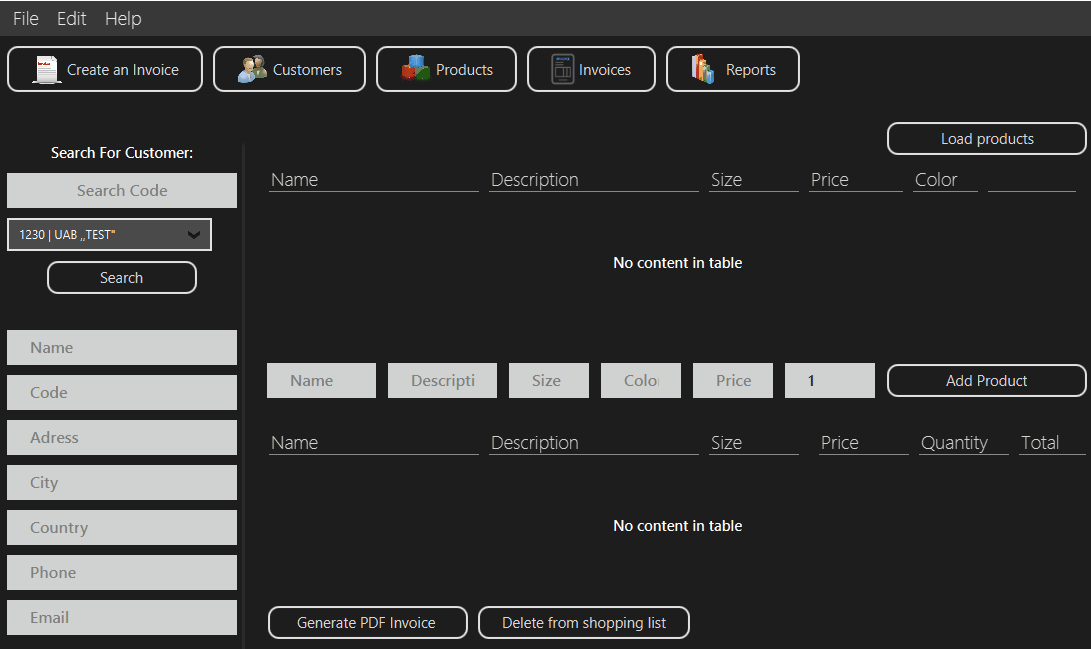 File Edit Help
Create an Invoice Customers Products Invoices Reports
Load products
Search For Customer:
Search Code
1230 | UAB „TEST"
Search
Name
Code
Adress
City
Country
Phone
Email
Name Description Size Price Color
No content in table
Name Descripti Size Color Price 1 Add Product
Name Description Size Price Quantity Total
No content in table
Generate PDF Invoice Delete from shopping list